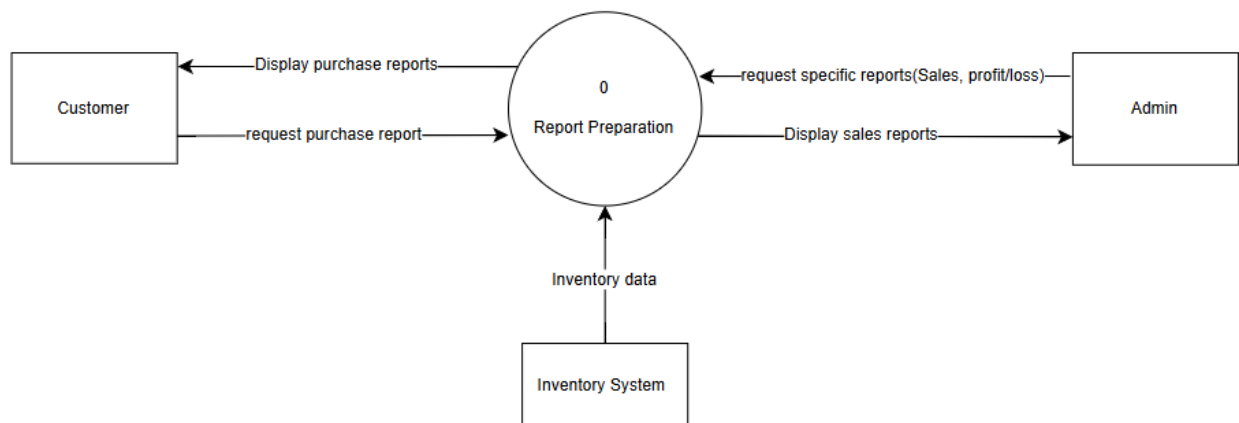 Display purchase reports
0
request specific reports(Sales, profit/loss)
Customer
Admin
request purchase report
Report Preparation
Display sales reports
Inventory data
Inventory System